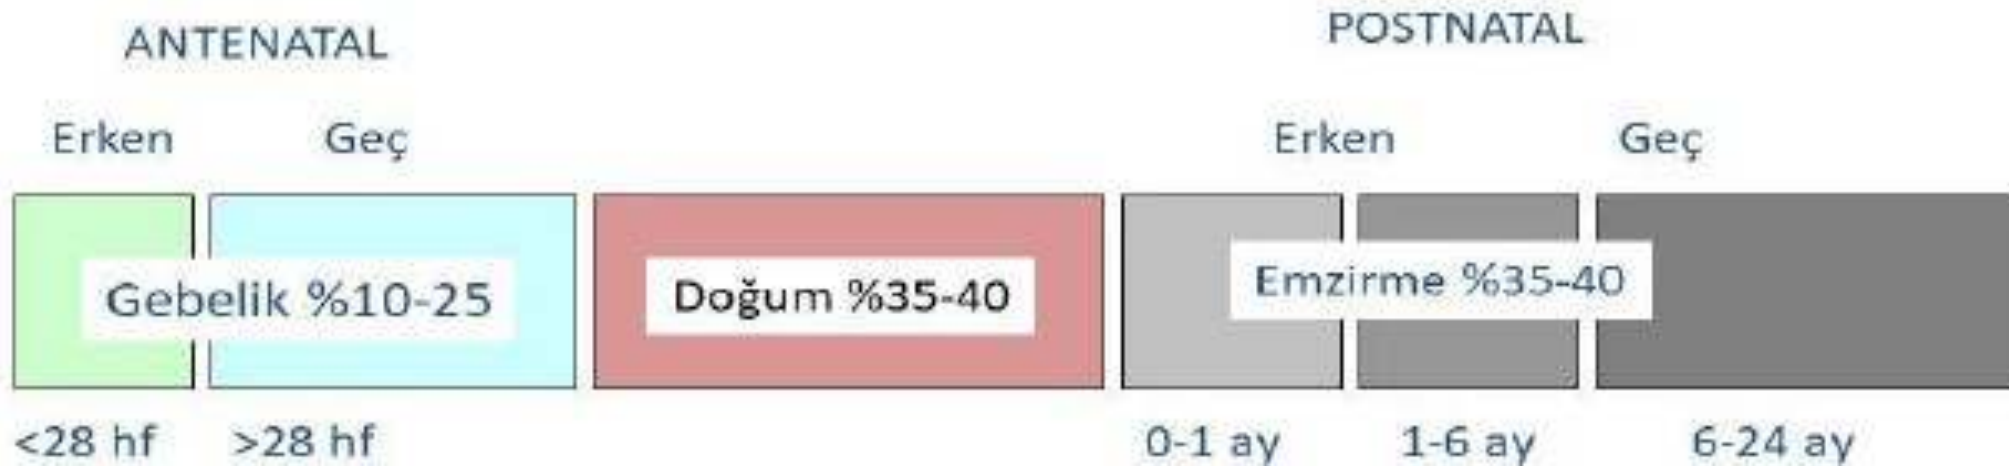 ANTENATAL POSTNATAL
Erken Geç Erken Geç
Gebelik %10-25 Doğum %35-40 Emzirme %35-40
<28 hf >28 hf 0-1 ay 1-6 ay 6-24 ay